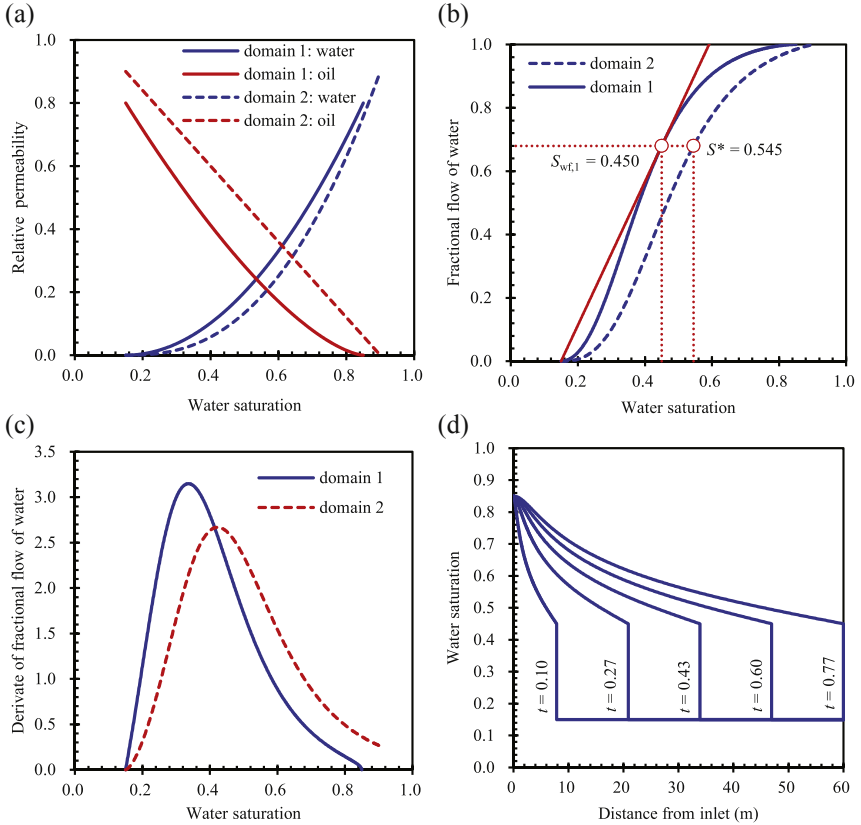 (a)
1.0
0.8
0.6
0.4
0.2
0.0
0.0
0.2
0.4
0.6
0.8
1.0
Relative permeability
Water saturation
domain 1: water
domain 1: oil
domain 2: water
domain 2: oil
(b)
1.0
0.8
0.6
0.4
0.2
0.0
0.0
0.2
0.4
0.6
0.8
1.0
Fractional flow of water
Water saturation
domain 2
domain 1
Swf,1 = 0.450
S* = 0.545
(c)
3.5
3.0
2.5
2.0
1.5
1.0
0.5
0.0
0.0
0.2
0.4
0.6
0.8
1.0
Derivate of fractional flow of water
Water saturation
domain 1
domain 2
(d)
1.0
0.9
0.8
0.7
0.6
0.5
0.4
0.3
0.2
0.1
0.0
0
10
20
30
40
50
60
Water saturation
Distance from inlet (m)
t = 0.10
t = 0.27
t = 0.43
t = 0.60
t = 0.77